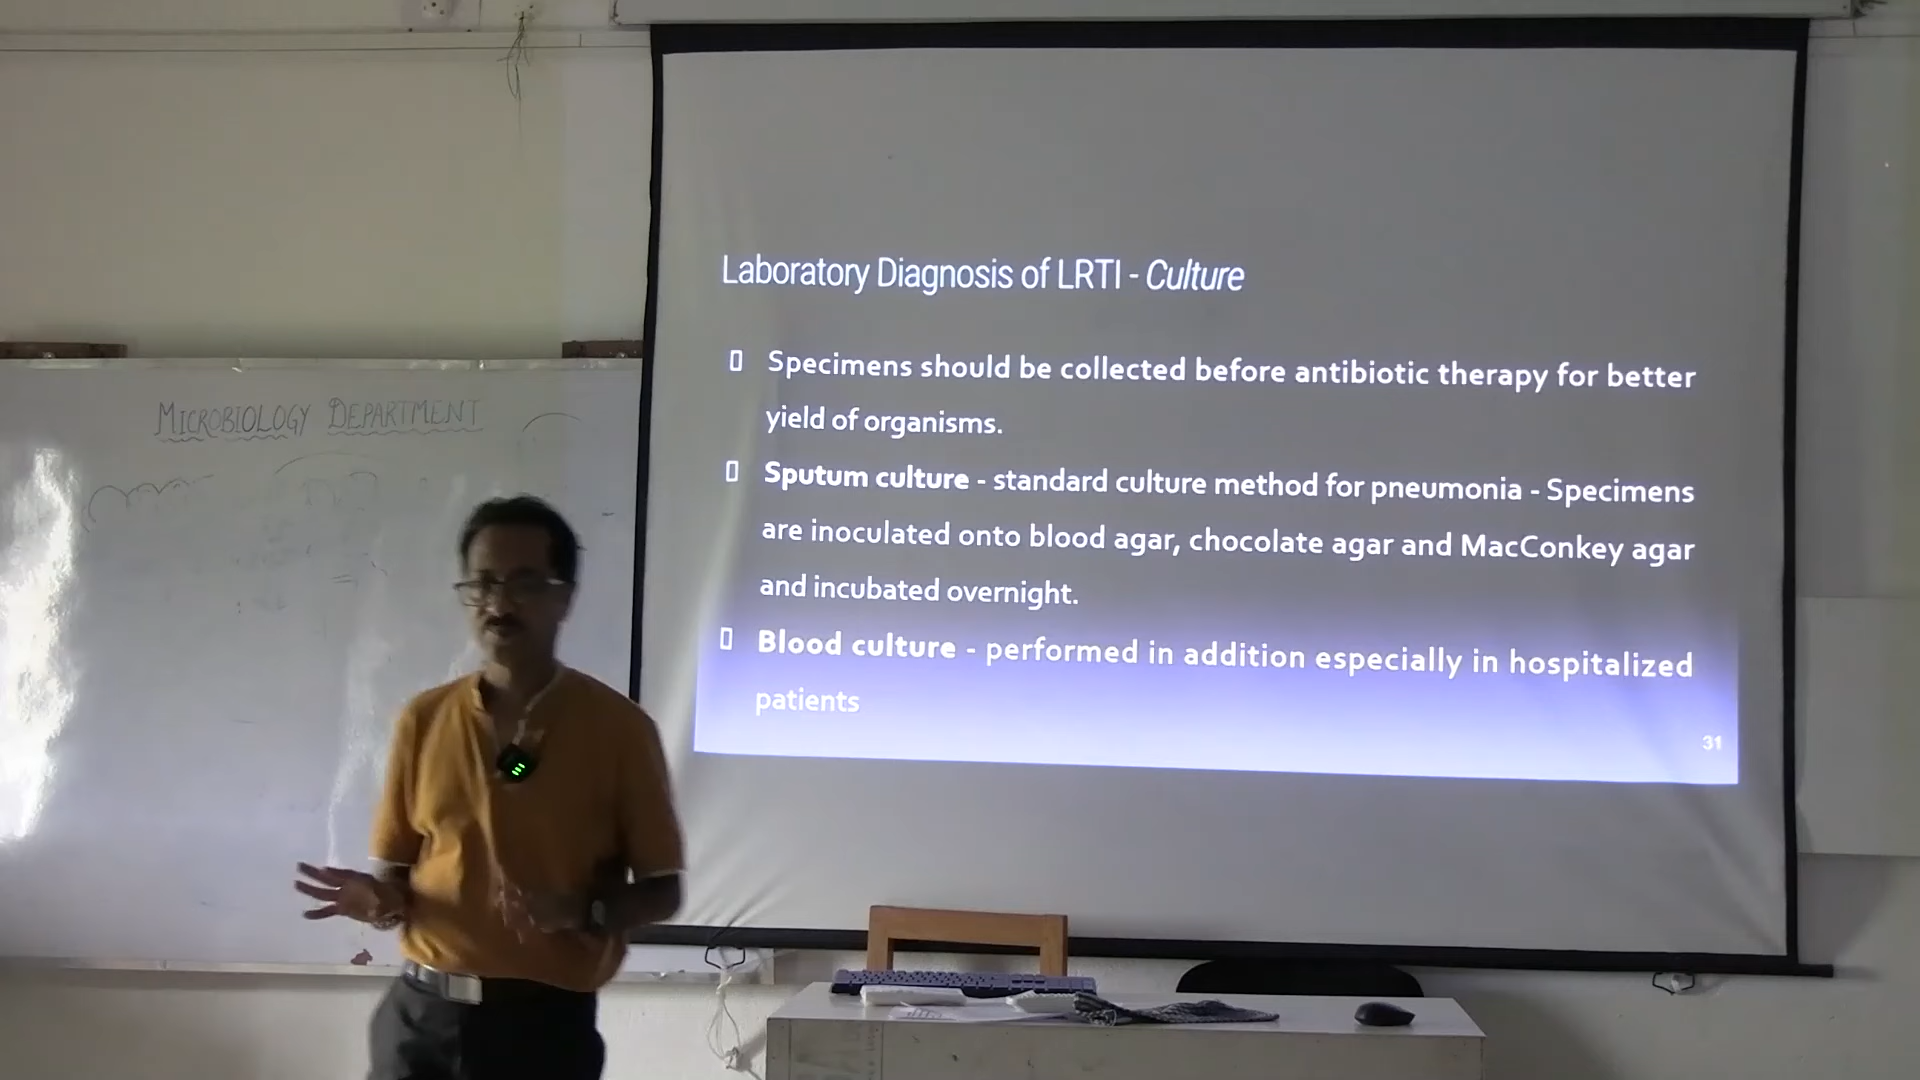 MICROBIOLOGY DEPARTMENT
Laboratory Diagnosis of LRTI - Culture
Specimens should be collected before antibiotic therapy for better
yield of organisms.
Sputum culture - standard culture method for pneumonia - Specimens
are inoculated onto blood agar, chocolate agar and MacConkey agar
and incubated overnight.
Blood culture - performed in addition especially in hospitalized
patients
31